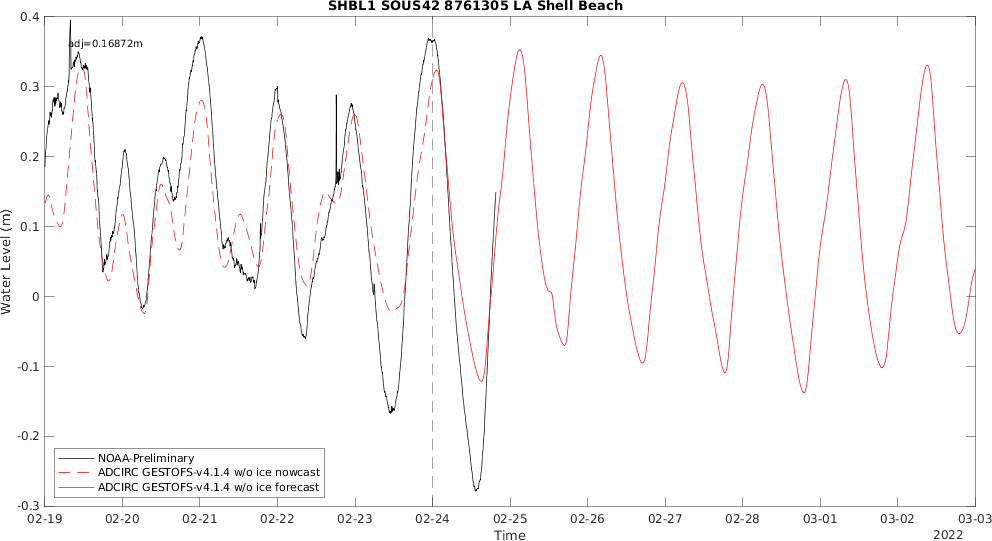 SHBL1 SOUS42 8761305 LA Shell Beach
adj=0.16872m
0.4
0.3
0.2
0.1
0
-0.1
-0.2
-0.3
Water Level (m)
NOAA-Preliminary
ADCIRC GESTOFS-v4.1.4 w/o ice nowcast
ADCIRC GESTOFS-v4.1.4 w/o ice forecast
02-19 02-20 02-21 02-22 02-23 02-24 02-25 02-26 02-27 02-28 03-01 03-02 03-03
Time
2022